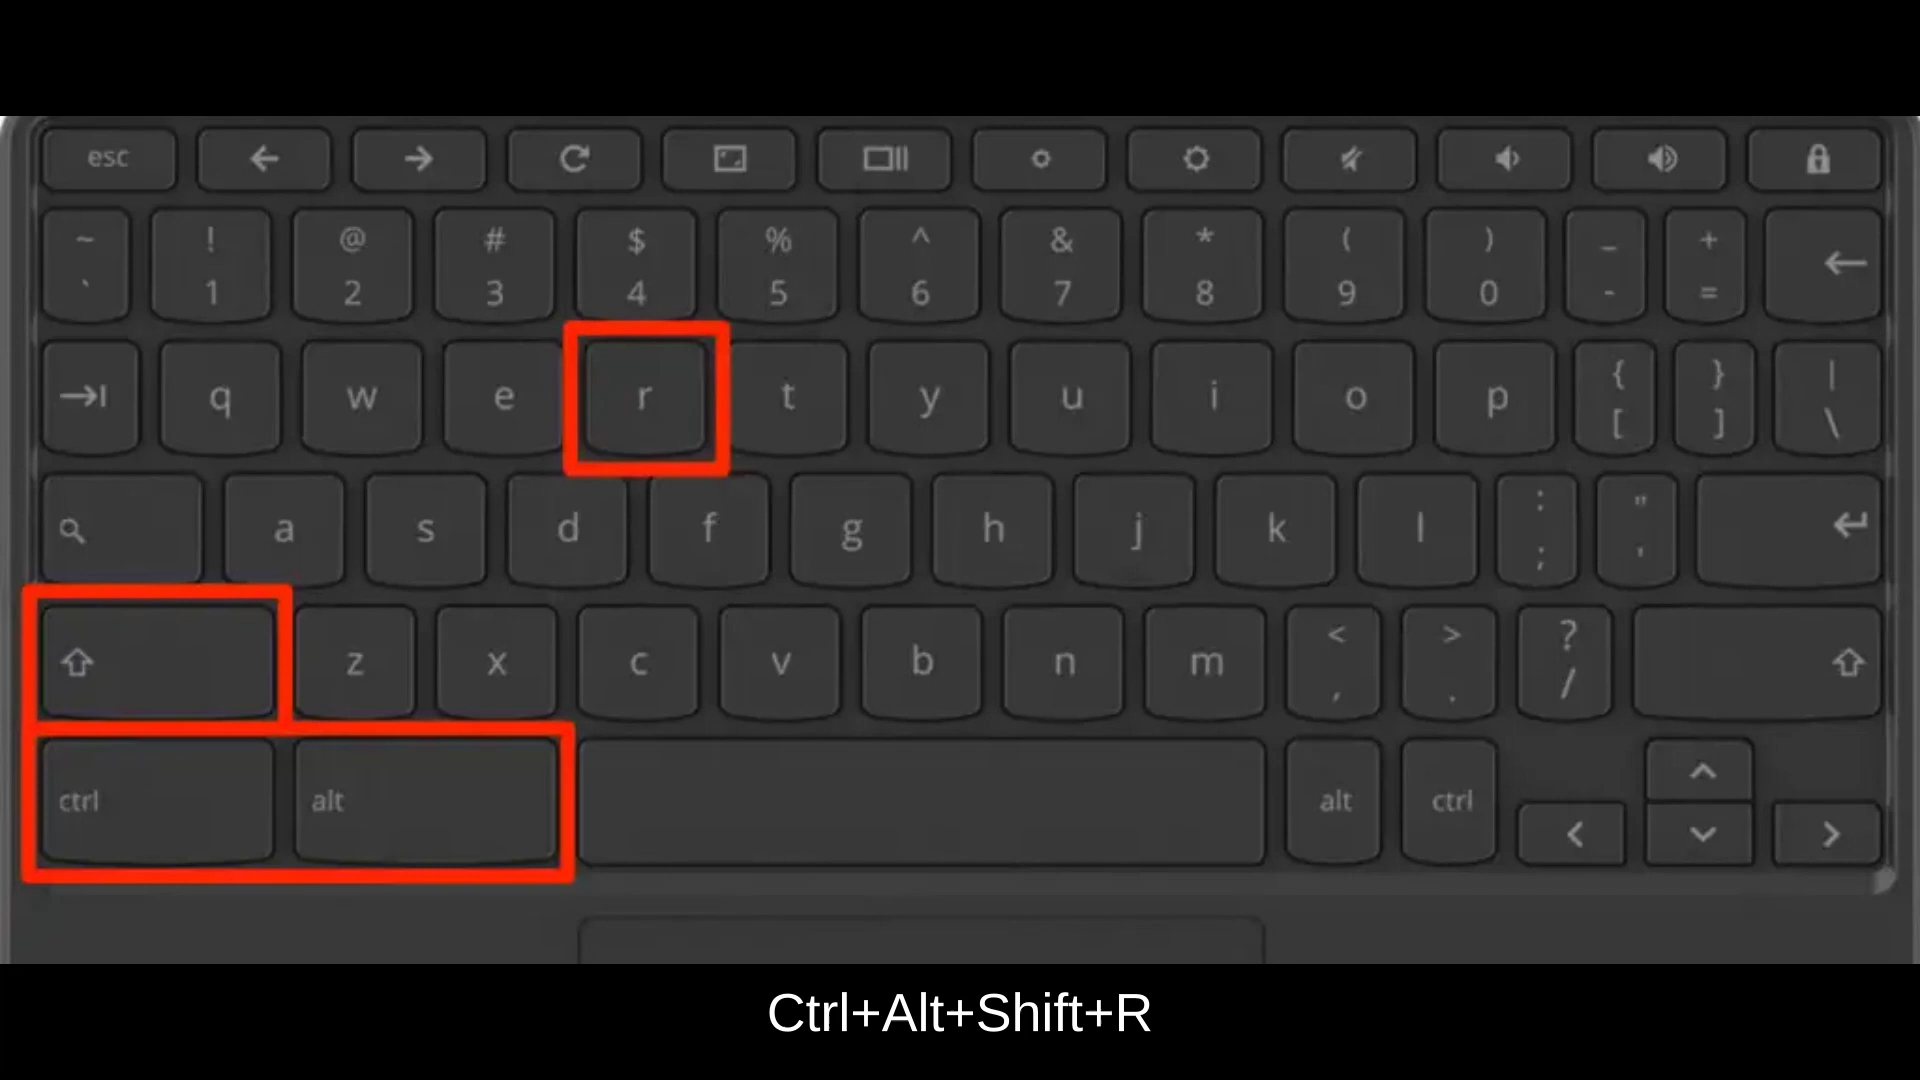 esc
~ ! @ # $ % ^ & * ( ) _ +
` 1 2 3 4 5 6 7 8 9 0 - =
q w e r t y u i o p { [ } ] | \
a s d f g h j k l : ; " '
z x c v b n m < , > . ? /
ctrl alt alt ctrl
Ctrl+Alt+Shift+R